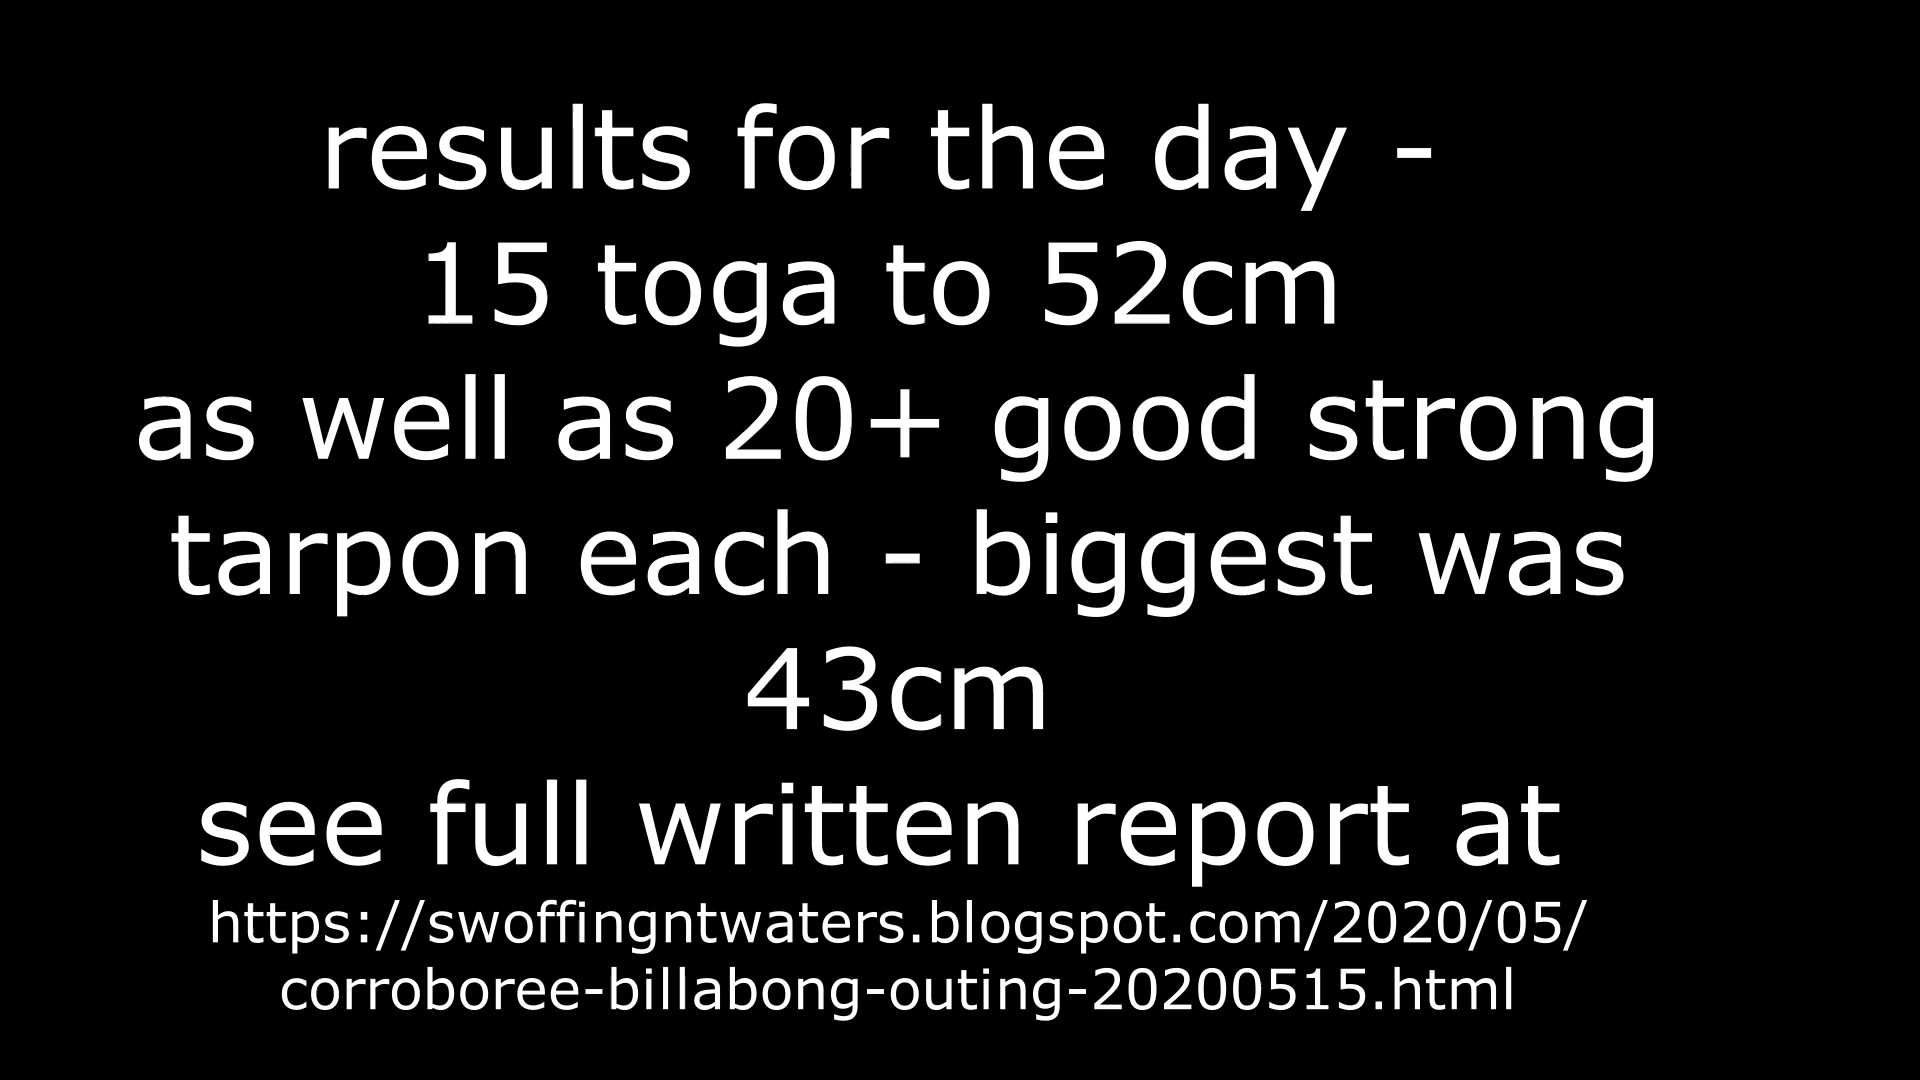 results for the day -
15 toga to 52cm
as well as 20+ good strong
tarpon each - biggest was
43cm
see full written report at
https://swoffingntwaters.blogspot.com/2020/05/
corroboree-billabong-outing-20200515.html